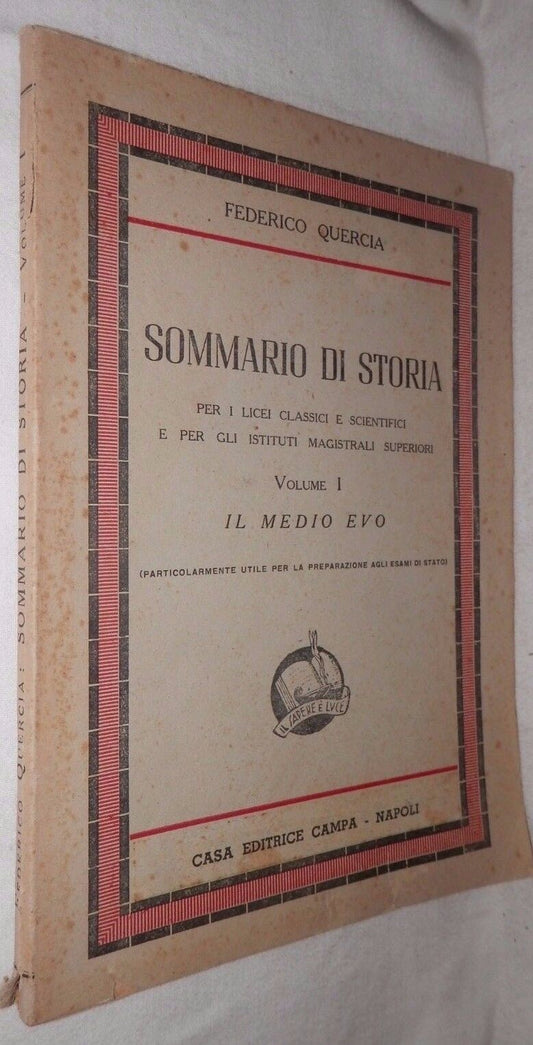 FEDERICO QUERCIA
SOMMARIO DI STORIA
PER I LICEI CLASSICI E SCIENTIFICI
E PER GLI ISTITUTI MAGISTRALI SUPERIORI
VOLUME I
IL MEDIO EVO
(PARTICOLARMENTE UTILE PER LA PREPARAZIONE AGLI ESAMI DI STATO)
IL SAPERE È LUCE
CASA EDITRICE CAMPA - NAPOLI
FEDERICO QUERCIA: SOMMARIO DI STORIA - VOLUME I